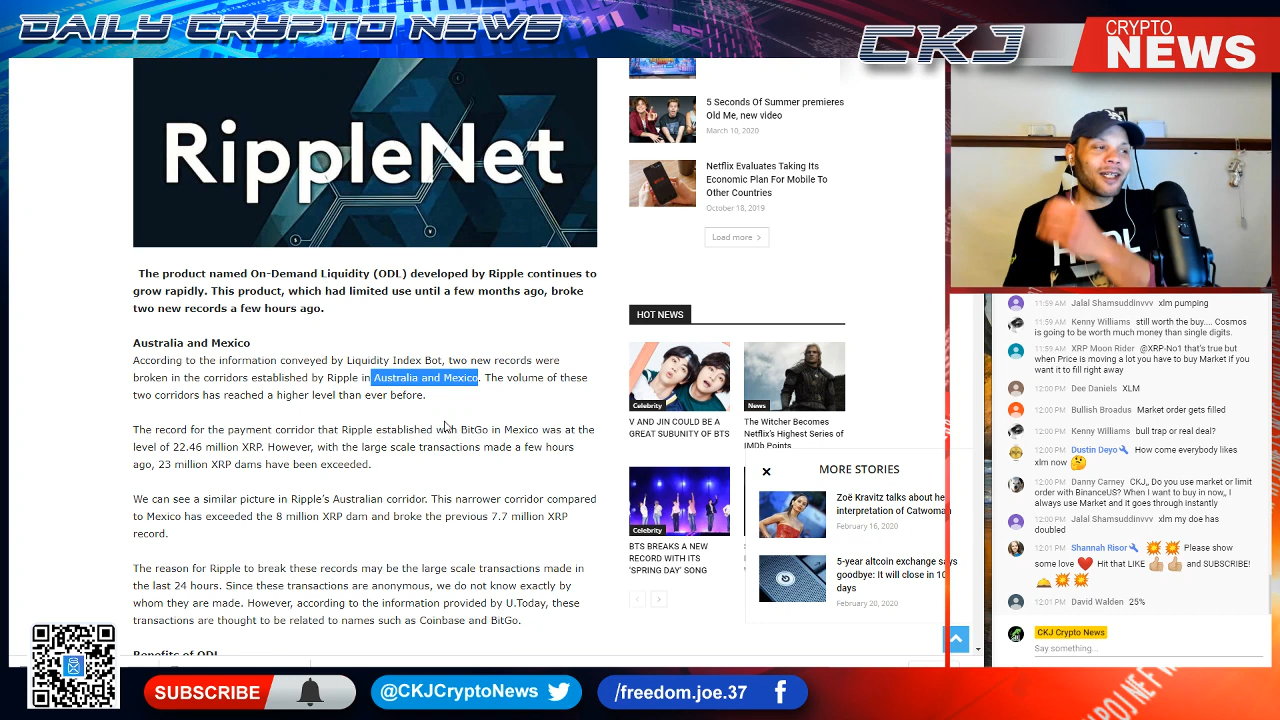 DAILY CRYPTO NEWS
CKJ
CRYPTO
NEWS
RippleNet
The product named On-Demand Liquidity (ODL) developed by Ripple continues to
grow rapidly. This product, which had limited use until a few months ago, broke
two new records a few hours ago.
Australia and Mexico
According to the information conveyed by Liquidity Index Bot, two new records were
broken in the corridors established by Ripple in Australia and Mexico. The volume of these
two corridors has reached a higher level than ever before.
The record for the payment corridor that Ripple established with BitGo in Mexico was at the
level of 22.46 million XRP. However, with the large scale transactions made a few hours
ago, 23 million XRP dams have been exceeded.
We can see a similar picture in Ripple's Australian corridor. This narrower corridor compared
to Mexico has exceeded the 8 million XRP dam and broke the previous 7.7 million XRP
record.
The reason for Ripple to break these records may be the large scale transactions made in
the last 24 hours. Since these transactions are anonymous, we do not know exactly by
whom they are made. However, according to the information provided by U.Today, these
transactions are thought to be related to names such as Coinbase and BitGo.
Benefits of ODL
5 Seconds Of Summer premieres
Old Me, new video
March 10, 2020
Netflix Evaluates Taking Its
Economic Plan For Mobile To
Other Countries
October 18, 2019
Load more
HOT NEWS
Celebrity
V AND JIN COULD BE A
GREAT SUBUNITY OF BTS
News
The Witcher Becomes
Netflix's Highest Series of
IMDb Points
Celebrity
BTS BREAKS A NEW
RECORD WITH ITS
'SPRING DAY' SONG
MORE STORIES
Zoë Kravitz talks about he
interpretation of Catwoma
February 16, 2020
5-year altcoin exchange says
goodbye: It will close in 10
days
February 20, 2020
11:59 AM Jalal Shamsuddinvvv xlm pumping
11:59 AM Kenny Williams still worth the buy.... Cosmos
is going to be worth much money than single digits.
11:59 AM XRP Moon Rider @XRP-No1 that's true but
when Price is moving a lot you have to buy Market if you
want it to fill right away
12:00 PM Dee Daniels XLM
12:00 PM Bullish Broadus Market order gets filled
12:00 PM Kenny Williams bull trap or real deal?
12:00 PM Dustin Deyo How come everybody likes
xlm now 🤔
12:00 PM Danny Carney CKJ,, Do you use market or limit
order with BinanceUS? When I want to buy in now,, I
always use Market and it goes through instantly
12:00 PM Jalal Shamsuddinvvv xlm my doe has
doubled
12:01 PM Shannah Risor 💥 💥 Please show
some love ❤️ Hit that LIKE 👍🏼 👍🏼 and SUBSCRIBE!
🛎️ 💥 💥
12:01 PM David Walden 25%
CKJ Crypto News
Say something...
SUBSCRIBE
@CKJCryptoNews
/freedom.joe.37